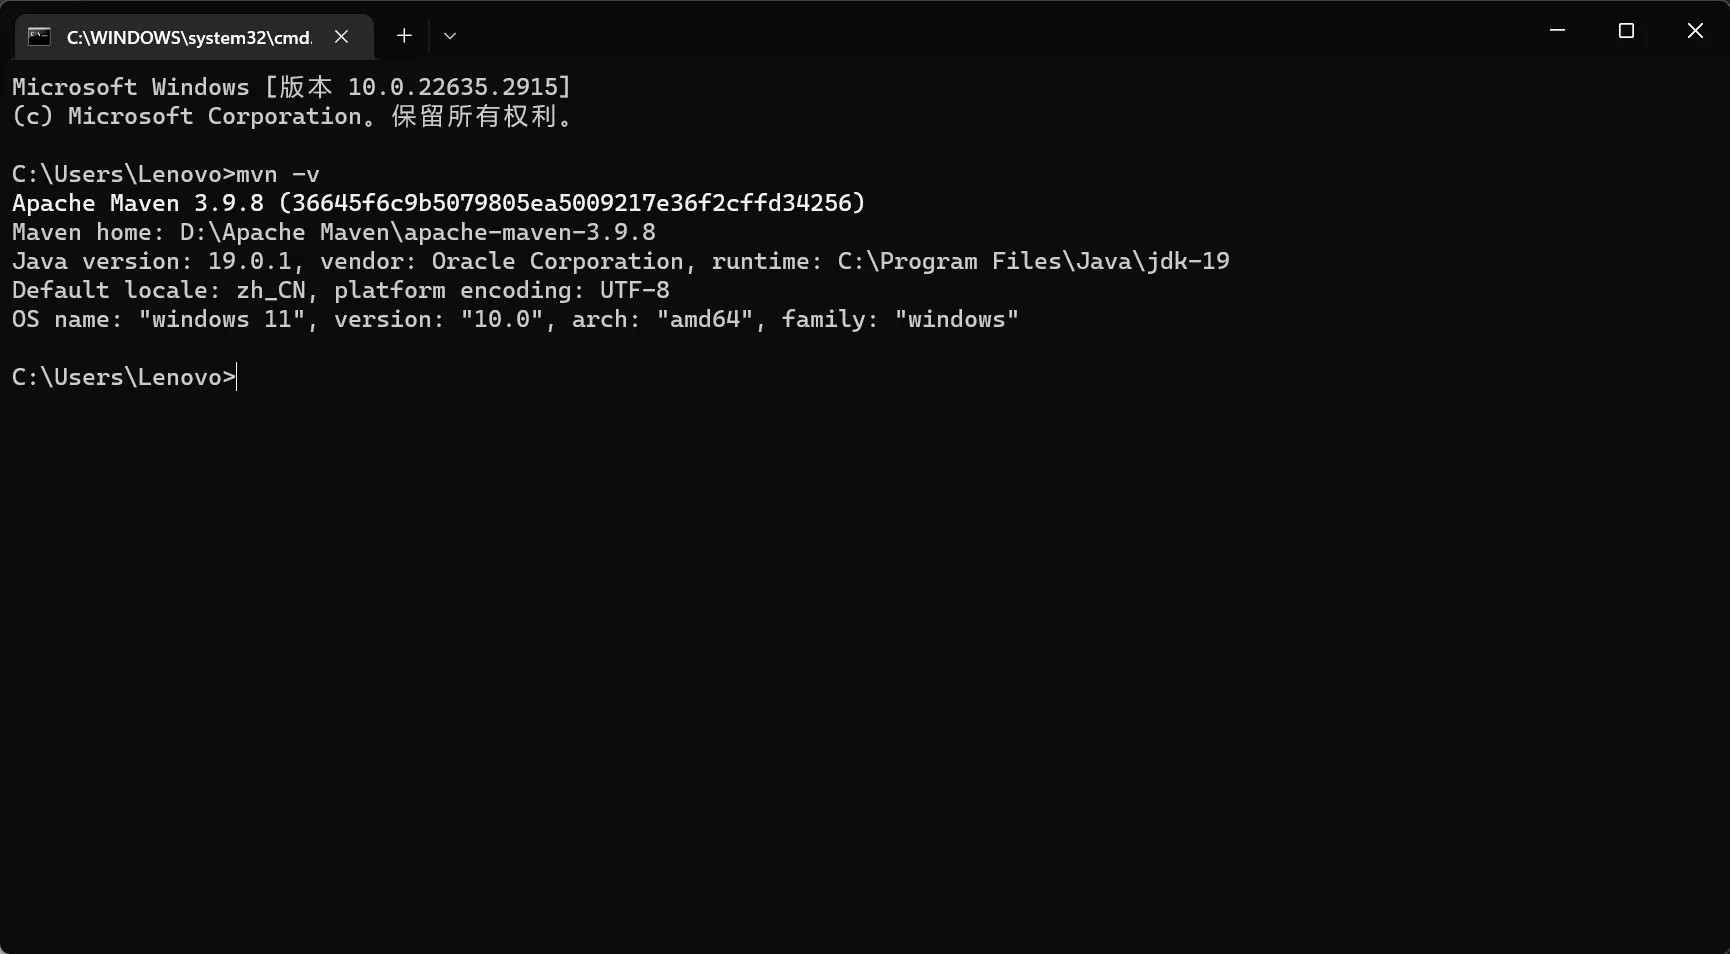 C:\WINDOWS\system32\cmd.
Microsoft Windows [版本 10.0.22635.2915]
(c) Microsoft Corporation。保留所有权利。
C:\Users\Lenovo>mvn -v
Apache Maven 3.9.8 (36645f6c9b5079805ea5009217e36f2cffd34256)
Maven home: D:\Apache Maven\apache-maven-3.9.8
Java version: 19.0.1, vendor: Oracle Corporation, runtime: C:\Program Files\Java\jdk-19
Default locale: zh_CN, platform encoding: UTF-8
OS name: "windows 11", version: "10.0", arch: "amd64", family: "windows"
C:\Users\Lenovo>